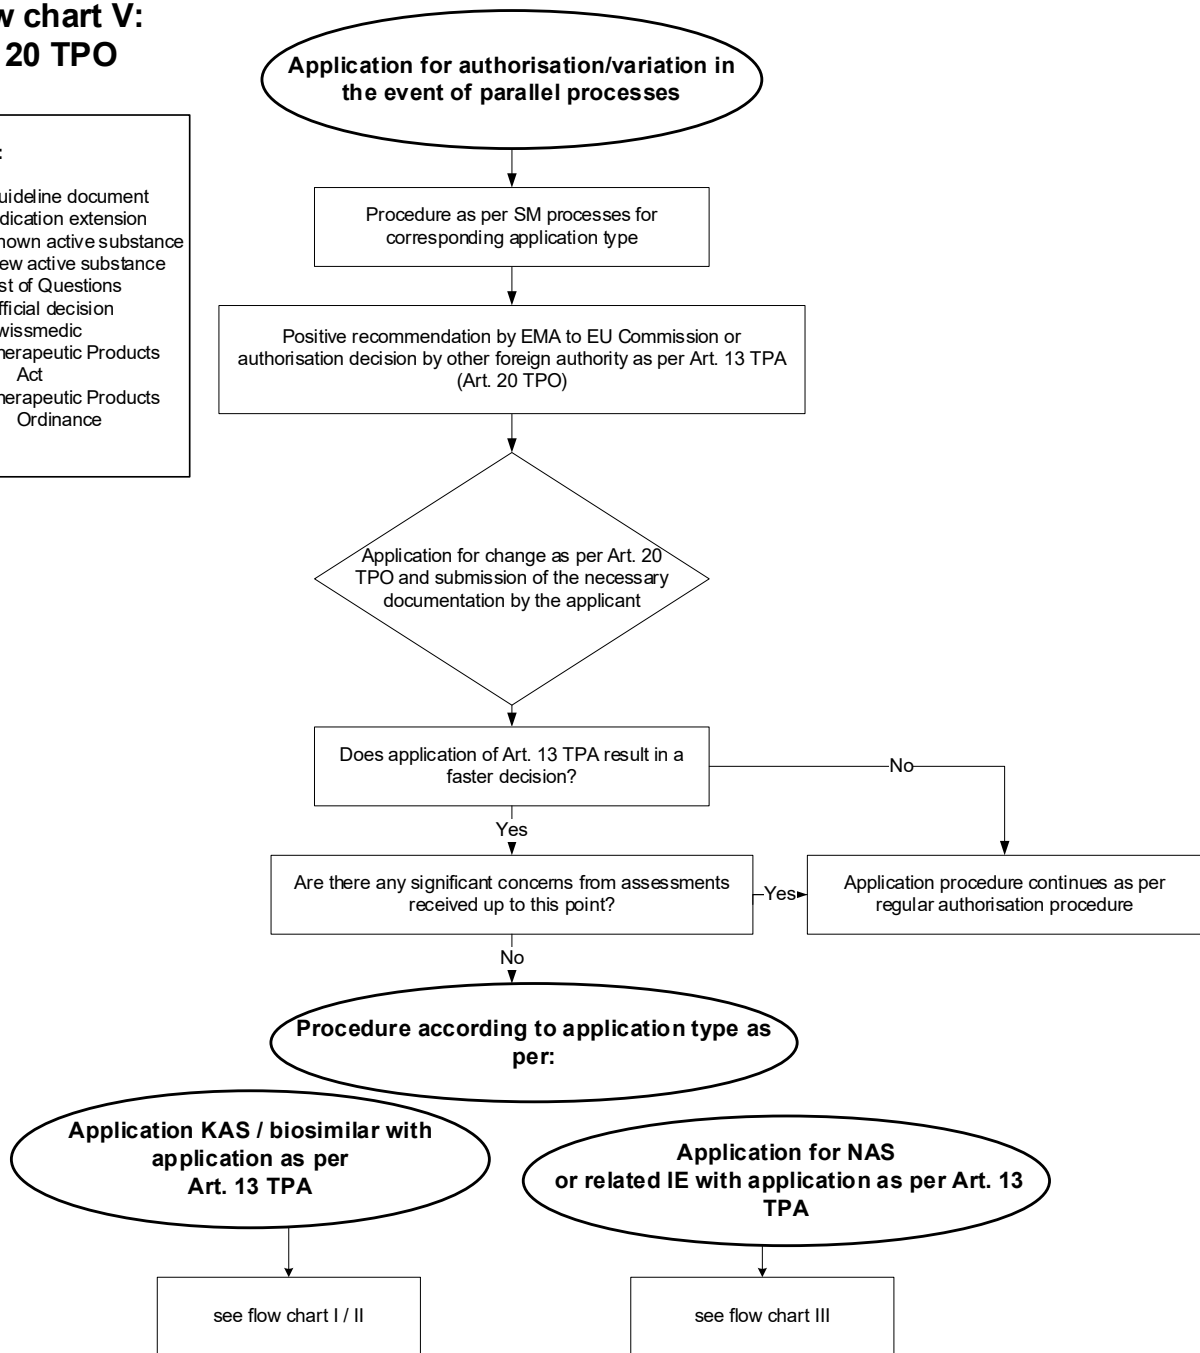 w chart V:
20 TPO
:
uideline document
dication extension
nown active substance
ew active substance
st of Questions
fficial decision
wissmedic
herapeutic Products
Act
herapeutic Products
Ordinance
Application for authorisation/variation in
the event of parallel processes
Procedure as per SM processes for
corresponding application type
Positive recommendation by EMA to EU Commission or
authorisation decision by other foreign authority as per Art. 13 TPA
(Art. 20 TPO)
Application for change as per Art. 20
TPO and submission of the necessary
documentation by the applicant
Does application of Art. 13 TPA result in a
faster decision?
No
Yes
Are there any significant concerns from assessments
received up to this point?
Yes
Application procedure continues as per
regular authorisation procedure
No
Procedure according to application type as
per:
Application KAS / biosimilar with
application as per
Art. 13 TPA
Application for NAS
or related IE with application as per Art. 13
TPA
see flow chart I / II
see flow chart III